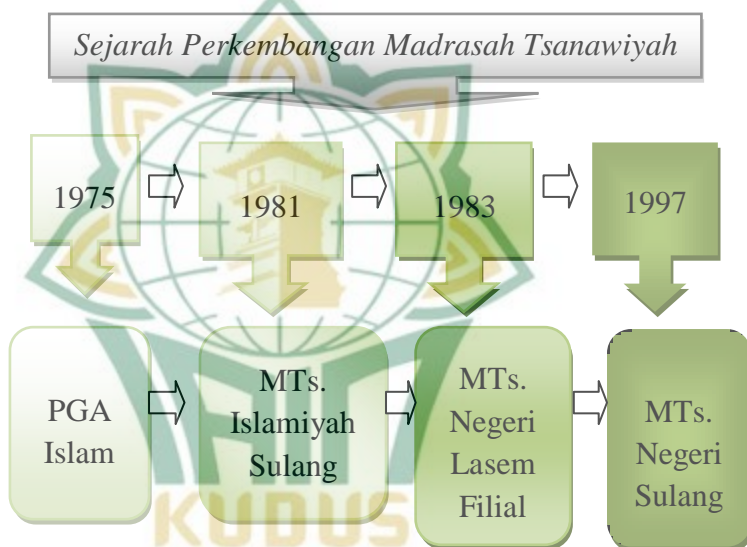 Sejarah Perkembangan Madrasah Tsanawiyah
1975
1981
1983
1997
PGA
Islam
MTs.
Islamiyah
Sulang
MTs.
Negeri
Lasem
Filial
MTs.
Negeri
Sulang
KUDUS